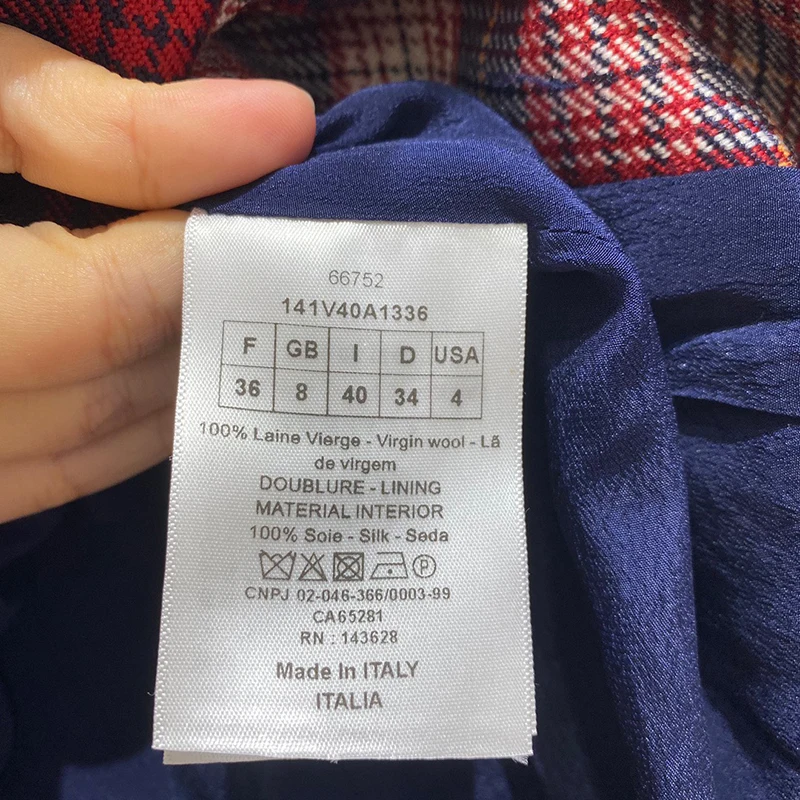 66752
141V40A1336
F GB I D USA
36 8 40 34 4
100% Laine Vierge - Virgin wool - Lã
de virgem
DOUBLURE - LINING
MATERIAL INTERIOR
100% Soie - Silk - Seda
P
CNPJ 02-046-366/0003-99
CA65281
RN : 143628
Made In ITALY
ITALIA